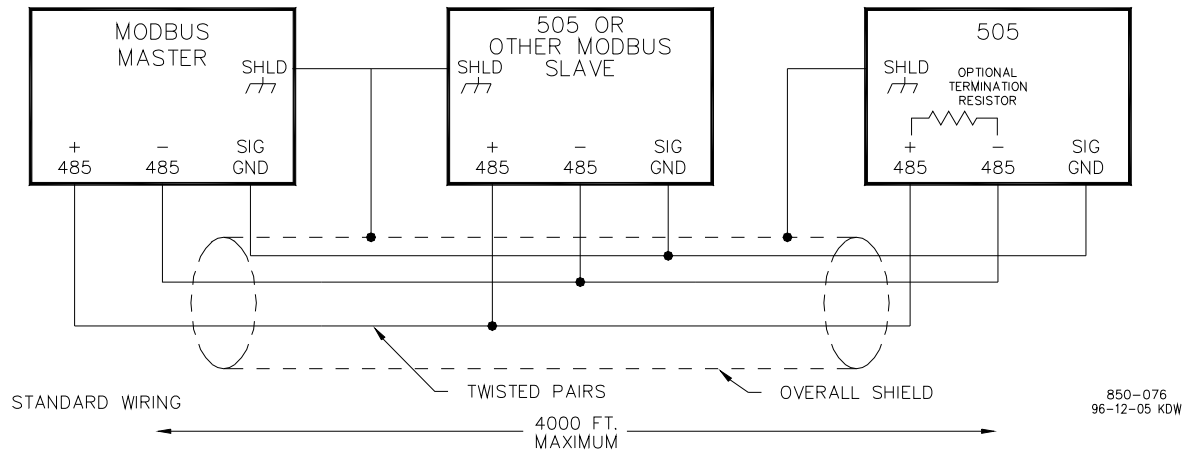 MODBUS
MASTER
SHLD
+
485
−
485
SIG
GND
505 OR
OTHER MODBUS
SLAVE
SHLD
+
485
−
485
SIG
GND
505
SHLD
OPTIONAL
TERMINATION
RESISTOR
+
485
−
485
SIG
GND
TWISTED PAIRS
OVERALL SHIELD
STANDARD WIRING
4000 FT.
MAXIMUM
850−076
96−12−05 KDW